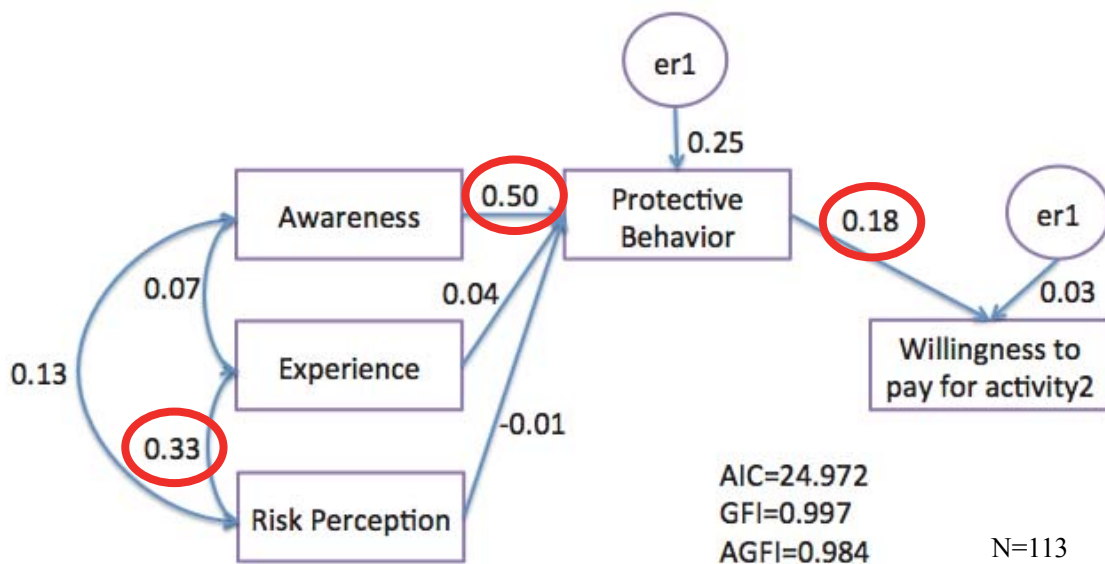 er1
0.25
0.50
Awareness
Protective
Behavior
0.18
er1
0.07
0.04
0.03
0.13
Experience
Willingness to
pay for activity2
0.33
-0.01
Risk Perception
AIC=24.972
GFI=0.997
AGFI=0.984
N=113